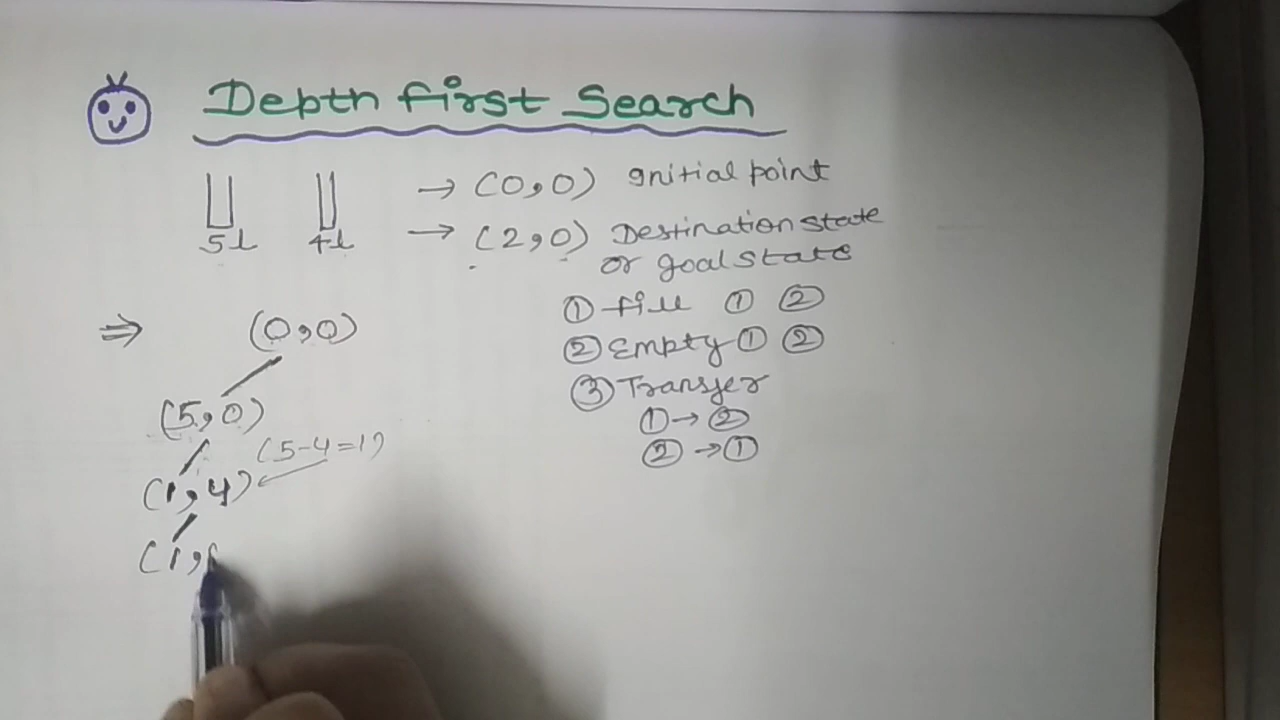 Depth first Search
5l 4l → (0,0) Initial point
→ (2,0) Destination state
or goal state
① fill ① ②
⇒ (0,0)
② Empty ① ②
③ Transfer
(5,0)
① → ②
(5-4=1)
② → ①
(1,4)
(1,